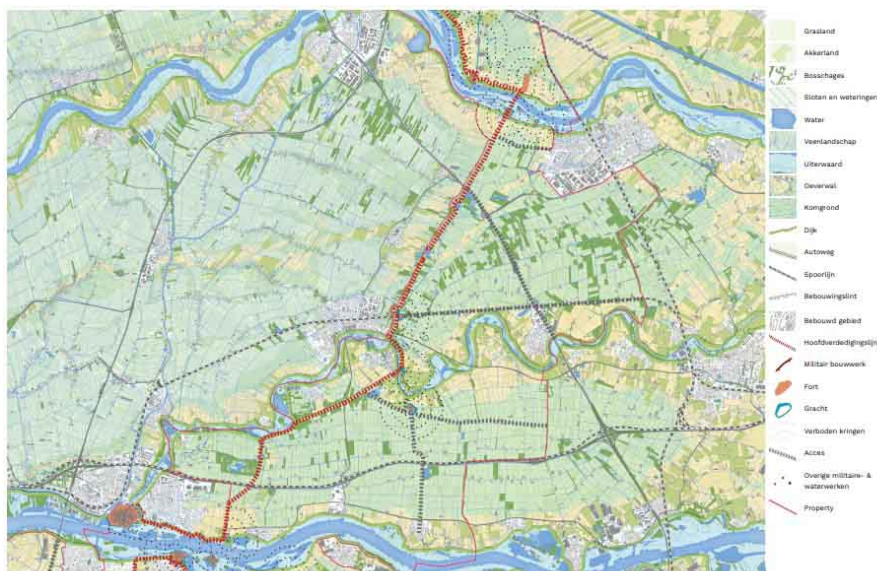 Grasland
Akkerland
Bosschages
Sloten en weteringen
Water
Veenlandschap
Uiterwaard
Oeverwal
Komgrond
Dijk
Autoweg
Spoorlijn
Bebouwingslint
Bebouwd gebied
Hoofdverdedigingslijn
Militair bouwwerk
Fort
Gracht
Verboden kringen
Acces
Overige militaire- &
waterwerken
Property